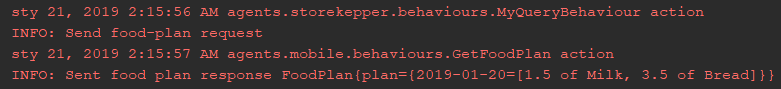 sty 21, 2019 2:15:56 AM agents.storekepper.behaviours.MyQueryBehaviour action
INFO: Send food-plan request
sty 21, 2019 2:15:57 AM agents.mobile.behaviours.GetFoodPlan action
INFO: Sent food plan response FoodPlan{plan={2019-01-20=[1.5 of Milk, 3.5 of Bread]}}